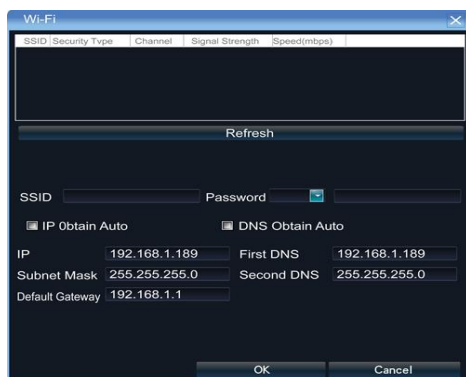 Wi-Fi
SSID Security Tvpe Channel Signal Strength Speed(mbps)
Refresh
SSID Password
IP 0btain Auto DNS Obtain Auto
IP 192.168.1.189 First DNS 192.168.1.189
Subnet Mask 255.255.255.0 Second DNS 255.255.255.0
Default Gateway 192.168.1.1
OK Cancel